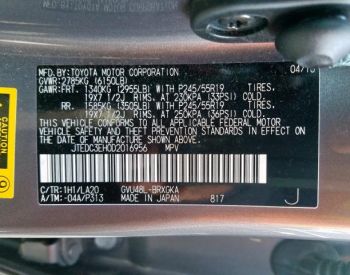 MFD.BY:TOYOTA MOTOR CORPORATION 04/13
GVWR:2785KG (6150LB)
GAWR:FRT. 1340KG (2955LB) WITH P245/55R19 TIRES.
19X7 1/2J RIMS, AT 230KPA (33PSI) COLD
RR. 1585KG (3505LB) WITH P245/55R19 TIRES.
19X7 1/2J RIMS, AT 250KPA (36PSI) COLD
THIS VEHICLE CONFORMS TO ALL APPLICABLE
FEDERAL MOTOR VEHICLE SAFETY AND THEFT
PREVENTION STANDARDS IN EFFECT ON THE
DATE OF MANUFACTURE SHOWN ABOVE.
JTEDC3EH0D2016956 MPV
C/TR:1H1/LA20 GVU48L-BRXGKA
A/TM:-04A/P313 MADE IN JAPAN 817 J
CAUTION